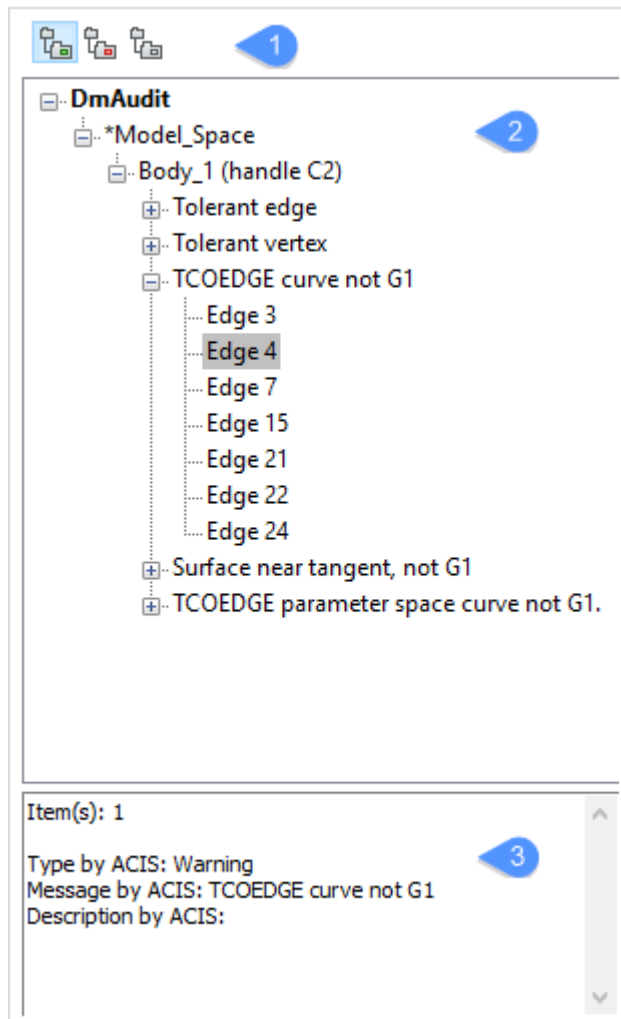 1
DmAudit
*Model_Space
2
Body_1 (handle C2)
Tolerant edge
Tolerant vertex
TCOEDGE curve not G1
Edge 3
Edge 4
Edge 7
Edge 15
Edge 21
Edge 22
Edge 24
Surface near tangent, not G1
TCOEDGE parameter space curve not G1.
Item(s): 1
3
Type by ACIS: Warning
Message by ACIS: TCOEDGE curve not G1
Description by ACIS: